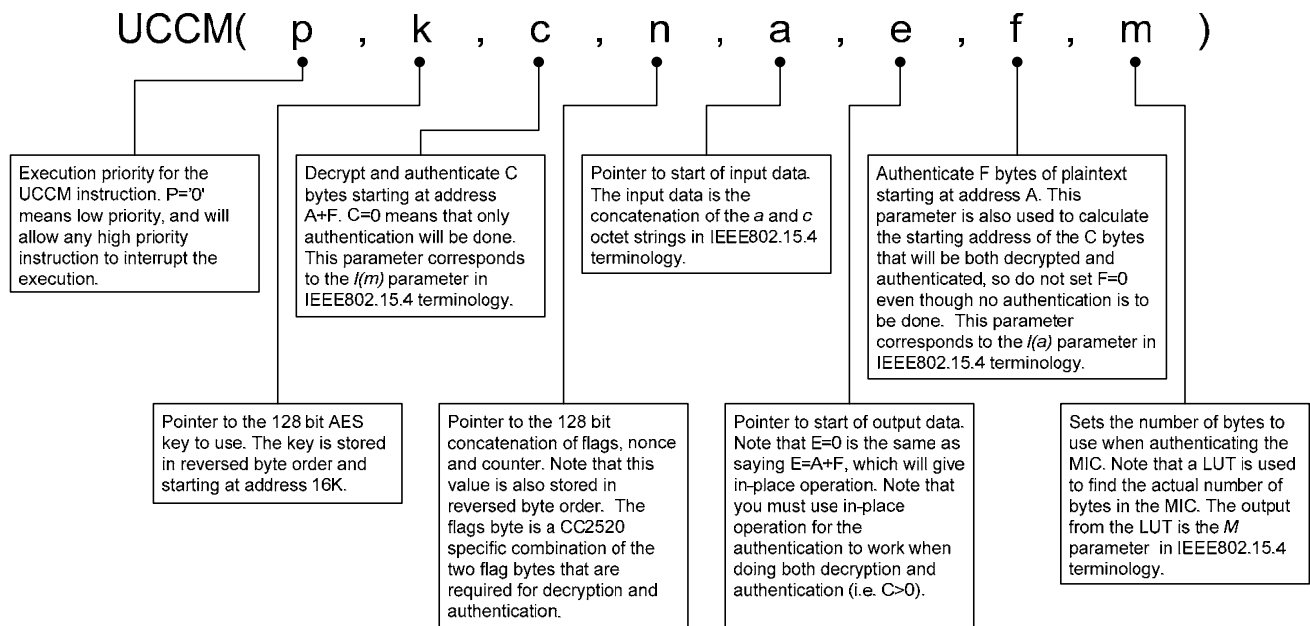 UCCM( p , k , c , n , a , e , f , m )
Execution priority for the
UCCM instruction. P='0'
means low priority, and will
allow any high priority
instruction to interrupt the
execution.
Decrypt and authenticate C
bytes starting at address
A+F. C=0 means that only
authentication will be done.
This parameter corresponds
to the l(m) parameter in
IEEE802.15.4 terminology.
Pointer to start of input data.
The input data is the
concatenation of the a and c
octet strings in IEEE802.15.4
terminology.
Authenticate F bytes of plaintext
starting at address A. This
parameter is also used to calculate
the starting address of the C bytes
that will be both decrypted and
authenticated, so do not set F=0
even though no authentication is to
be done. This parameter
corresponds to the l(a) parameter in
IEEE802.15.4 terminology.
Pointer to the 128 bit AES
key to use. The key is stored
in reversed byte order and
starting at address 16K.
Pointer to the 128 bit
concatenation of flags, nonce
and counter. Note that this
value is also stored in
reversed byte order. The
flags byte is a CC2520
specific combination of the
two flag bytes that are
required for decryption and
authentication.
Pointer to start of output data.
Note that E=0 is the same as
saying E=A+F, which will give
in-place operation. Note that
you must use in-place
operation for the
authentication to work when
doing both decryption and
authentication (i.e. C>0).
Sets the number of bytes to
use when authenticating the
MIC. Note that a LUT is used
to find the actual number of
bytes in the MIC. The output
from the LUT is the M
parameter in IEEE802.15.4
terminology.